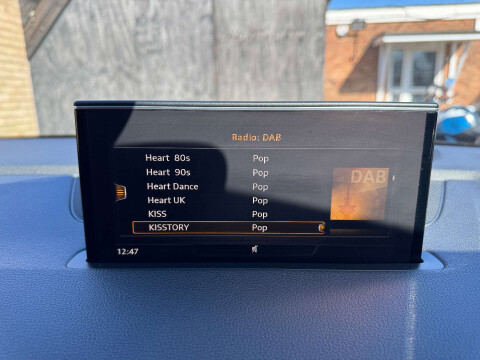 Radio: DAB
Heart 80s Pop
Heart 90s Pop
Heart Dance Pop
Heart UK Pop
KISS Pop
KISSTORY Pop
DAB
12:47